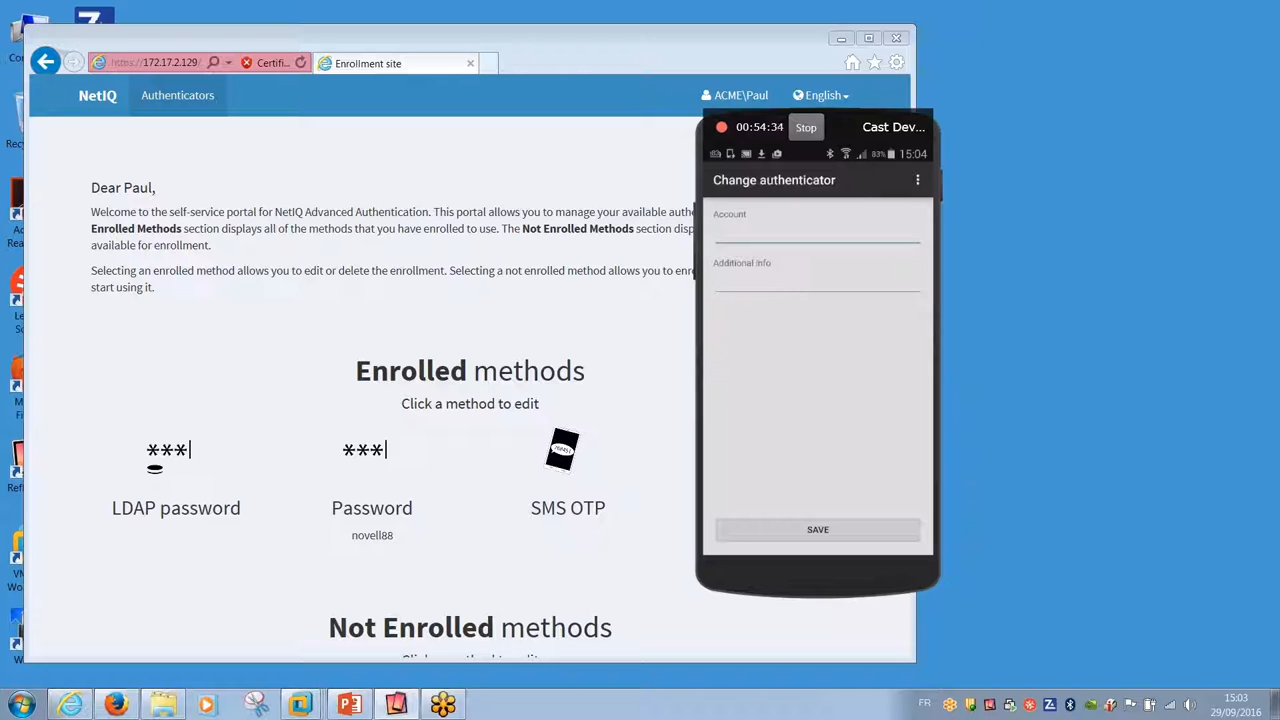 https://172.17.2.129/
Certifi...
Enrollment site
NetIQ
Authenticators
ACME\Paul
English
Dear Paul,
Welcome to the self-service portal for NetIQ Advanced Authentication. This portal allows you to manage your available authe
Enrolled Methods section displays all of the methods that you have enrolled to use. The Not Enrolled Methods section disp
available for enrollment.
Selecting an enrolled method allows you to edit or delete the enrollment. Selecting a not enrolled method allows you to enro
start using it.
Enrolled methods
Click a method to edit
***|
***|
LDAP password
Password
SMS OTP
novell88
Not Enrolled methods
00:54:34
Stop
Cast Dev...
83%
15:04
Change authenticator
Account
Additional Info
SAVE
FR
15:03
29/09/2016